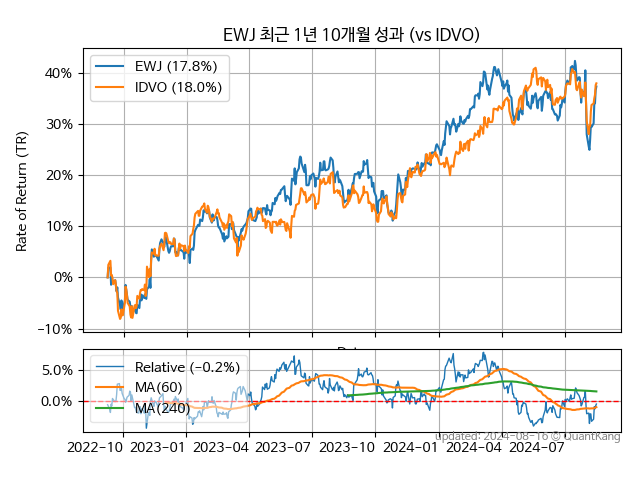 EWJ 최근 1년 10개월 성과 (vs IDVO)
EWJ (17.8%)
IDVO (18.0%)
40%
30%
20%
10%
0%
−10%
Rate of Return (TR)
Relative (−0.2%)
MA(60)
MA(240)
5.0%
0.0%
2022-10 2023-01 2023-04 2023-07 2023-10 2024-01 2024-04 2024-07
Updated: 2024-08-16 © QuantKang